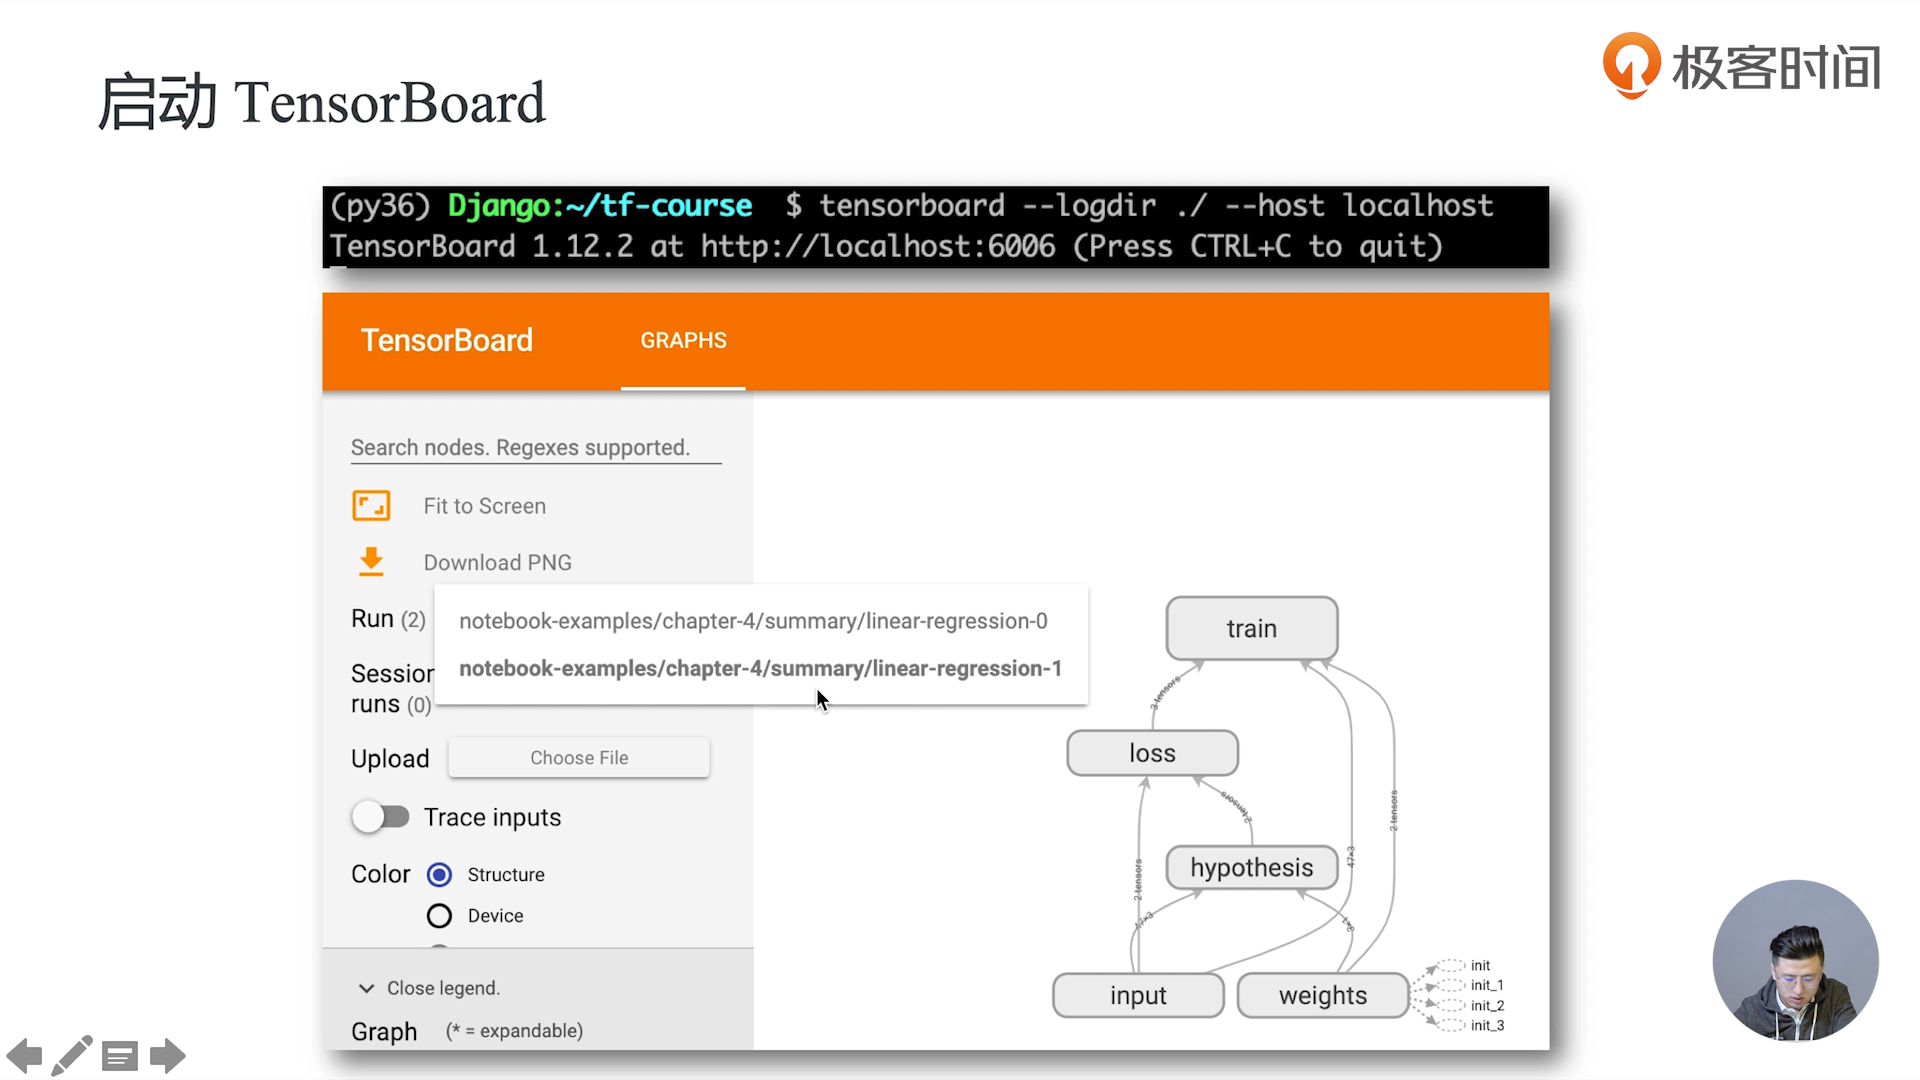 极客时间
启动 TensorBoard
(py36) Django:~/tf-course $ tensorboard --logdir ./ --host localhost
TensorBoard 1.12.2 at http://localhost:6006 (Press CTRL+C to quit)
TensorBoard
GRAPHS
Search nodes. Regexes supported.
Fit to Screen
Download PNG
Run (2)
notebook-examples/chapter-4/summary/linear-regression-0
notebook-examples/chapter-4/summary/linear-regression-1
Session
runs (0)
Upload
Choose File
Trace inputs
Color
Structure
Device
Close legend.
Graph
(* = expandable)
train
3 tensors
loss
2 tensors
2 tensors
hypothesis
2 tensors
47×3
47×3
input
weights
init
init_1
init_2
init_3